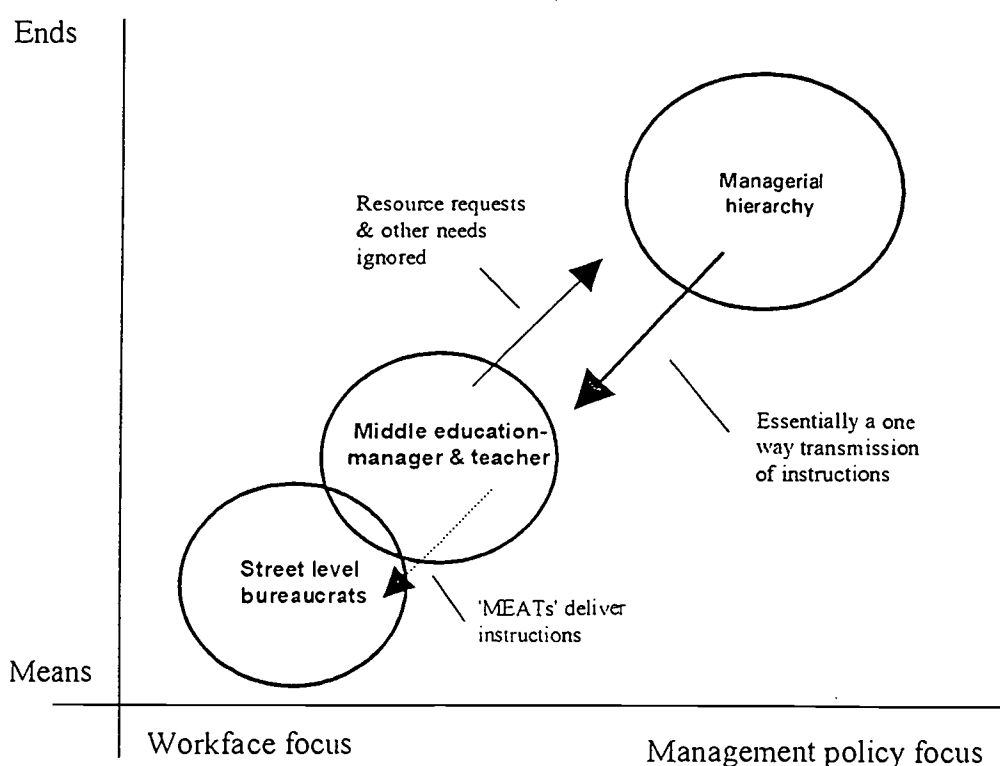 Ends
Managerial
hierarchy
Resource requests
& other needs
ignored
Essentially a one
way transmission
of instructions
Middle education-
manager & teacher
Street level
bureaucrats
'MEATs' deliver
instructions
Means
Workface focus
Management policy focus